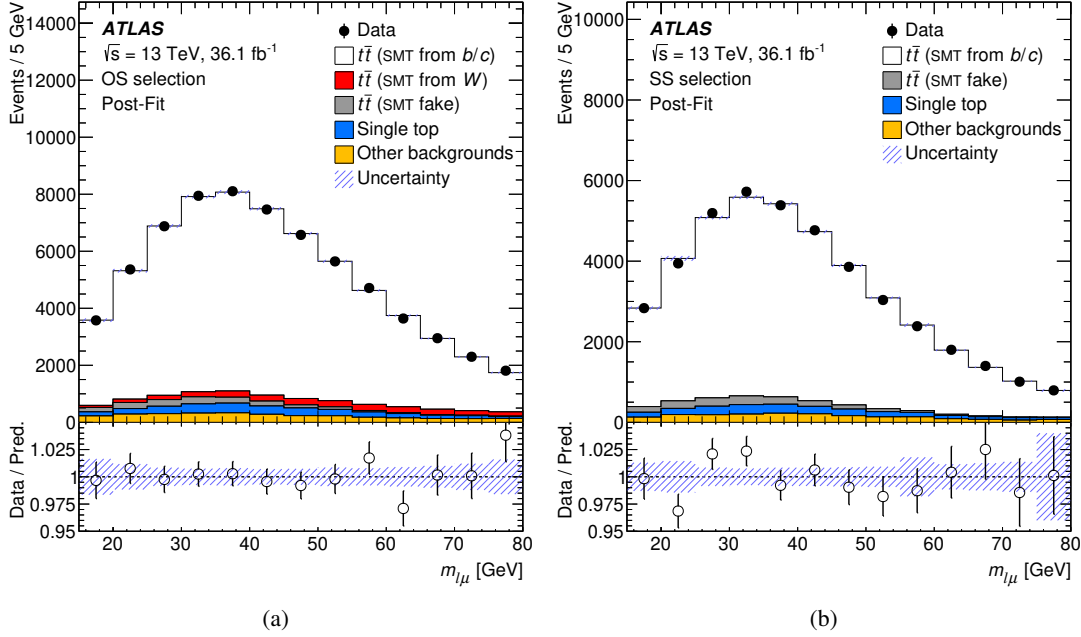 ATLAS
√s = 13 TeV, 36.1 fb⁻¹
OS selection
Post-Fit
Data
tt̄ (SMT from b/c)
tt̄ (SMT from W)
tt̄ (SMT fake)
Single top
Other backgrounds
Uncertainty
Events / 5 GeV
14000
12000
10000
8000
6000
4000
2000
0
Data / Pred.
1.025
1
0.975
0.95
20 30 40 50 60 70 80
m_lμ [GeV]
(a)
ATLAS
√s = 13 TeV, 36.1 fb⁻¹
SS selection
Post-Fit
Data
tt̄ (SMT from b/c)
tt̄ (SMT fake)
Single top
Other backgrounds
Uncertainty
Events / 5 GeV
10000
8000
6000
4000
2000
0
Data / Pred.
1.025
1
0.975
0.95
20 30 40 50 60 70 80
m_lμ [GeV]
(b)